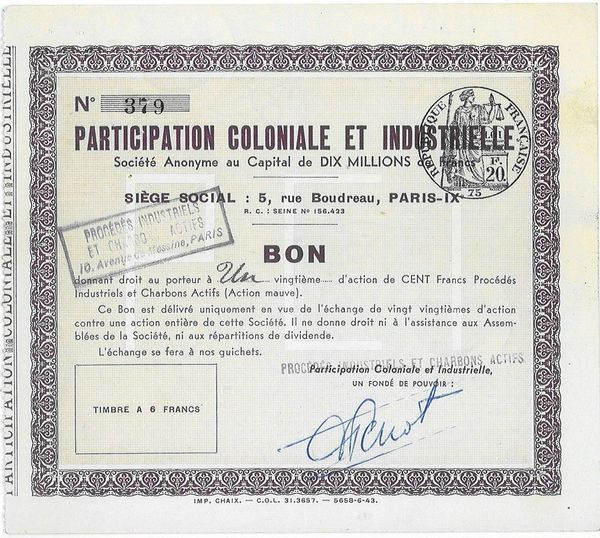 N° 379
PARTICIPATION COLONIALE ET INDUSTRIELLE
Société Anonyme au Capital de DIX MILLIONS de Francs
SIÈGE SOCIAL : 5, rue Boudreau, PARIS-IX
R. C. : SEINE N° 156.423
RÉPUBLIQUE FRANÇAISE
F.
20
75
PROCÉDÉS INDUSTRIELS
ET CHARBO ACTIFS
10, Avenue de Messine, PARIS
BON
donnant droit au porteur à Un vingtième d'action de CENT Francs Procédés
Industriels et Charbons Actifs (Action mauve).
Ce Bon est délivré uniquement en vue de l'échange de vingt vingtièmes d'action
contre une action entière de cette Société. Il ne donne droit ni à l'assistance aux Assem-
blées de la Société, ni aux répartitions de dividende.
L'échange se fera à nos guichets.
PROCÉDÉS INDUSTRIELS ET CHARBONS ACTIFS
Participation Coloniale et Industrielle,
UN FONDÉ DE POUVOIR :
TIMBRE A 6 FRANCS
IMP. CHAIX. — C.O.L. 31.3657. — 5658-6-43.
PARTICIPATION COLONIALE ET INDUSTRIELLE